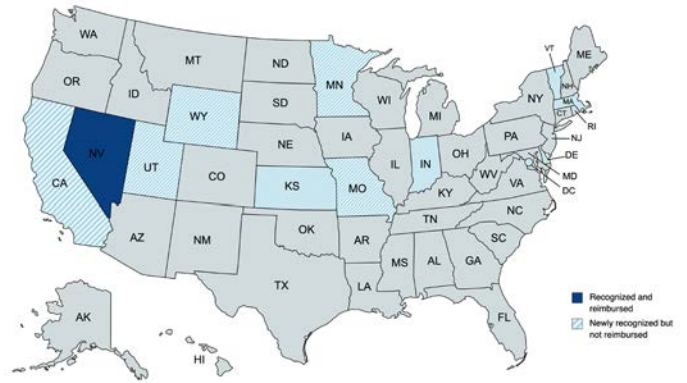 WA
MT
ND
MN
VT
ME
OR
ID
SD
WI
NH
NY
MA
WY
MI
CT
RI
IA
PA
NJ
NE
NV
OH
DE
IL
IN
UT
MD
CA
CO
KS
MO
WV
VA
DC
KY
NC
TN
OK
AZ
NM
AR
SC
MS
AL
GA
TX
LA
AK
FL
HI
Recognized and
reimbursed
Newly recognized but
not reimbursed